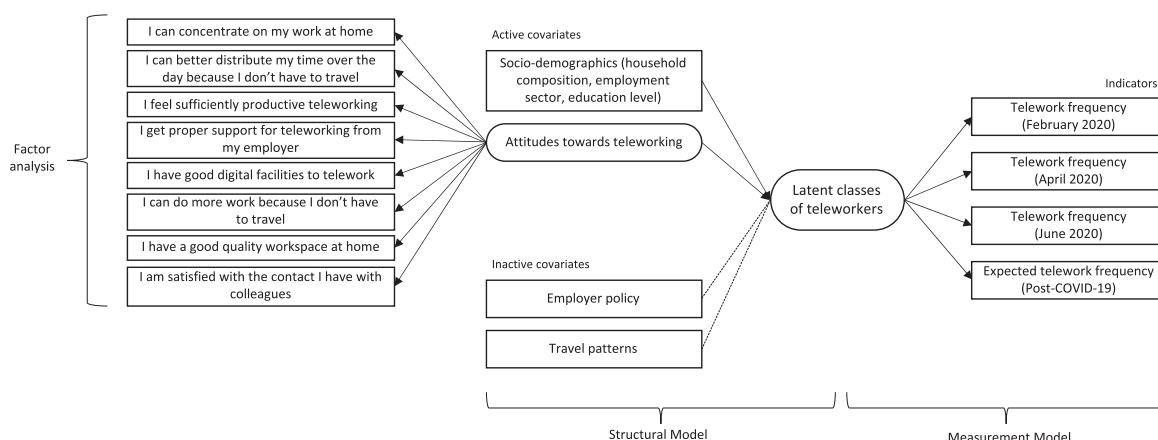 Factor
analysis
I can concentrate on my work at home
I can better distribute my time over the
day because I don't have to travel
I feel sufficiently productive teleworking
I get proper support for teleworking from
my employer
I have good digital facilities to telework
I can do more work because I don't have
to travel
I have a good quality workspace at home
I am satisfied with the contact I have with
colleagues
Active covariates
Socio-demographics (household
composition, employment
sector, education level)
Attitudes towards teleworking
Inactive covariates
Employer policy
Travel patterns
Latent classes
of teleworkers
Indicators
Telework frequency
(February 2020)
Telework frequency
(April 2020)
Telework frequency
(June 2020)
Expected telework frequency
(Post-COVID-19)
Structural Model
Measurement Model